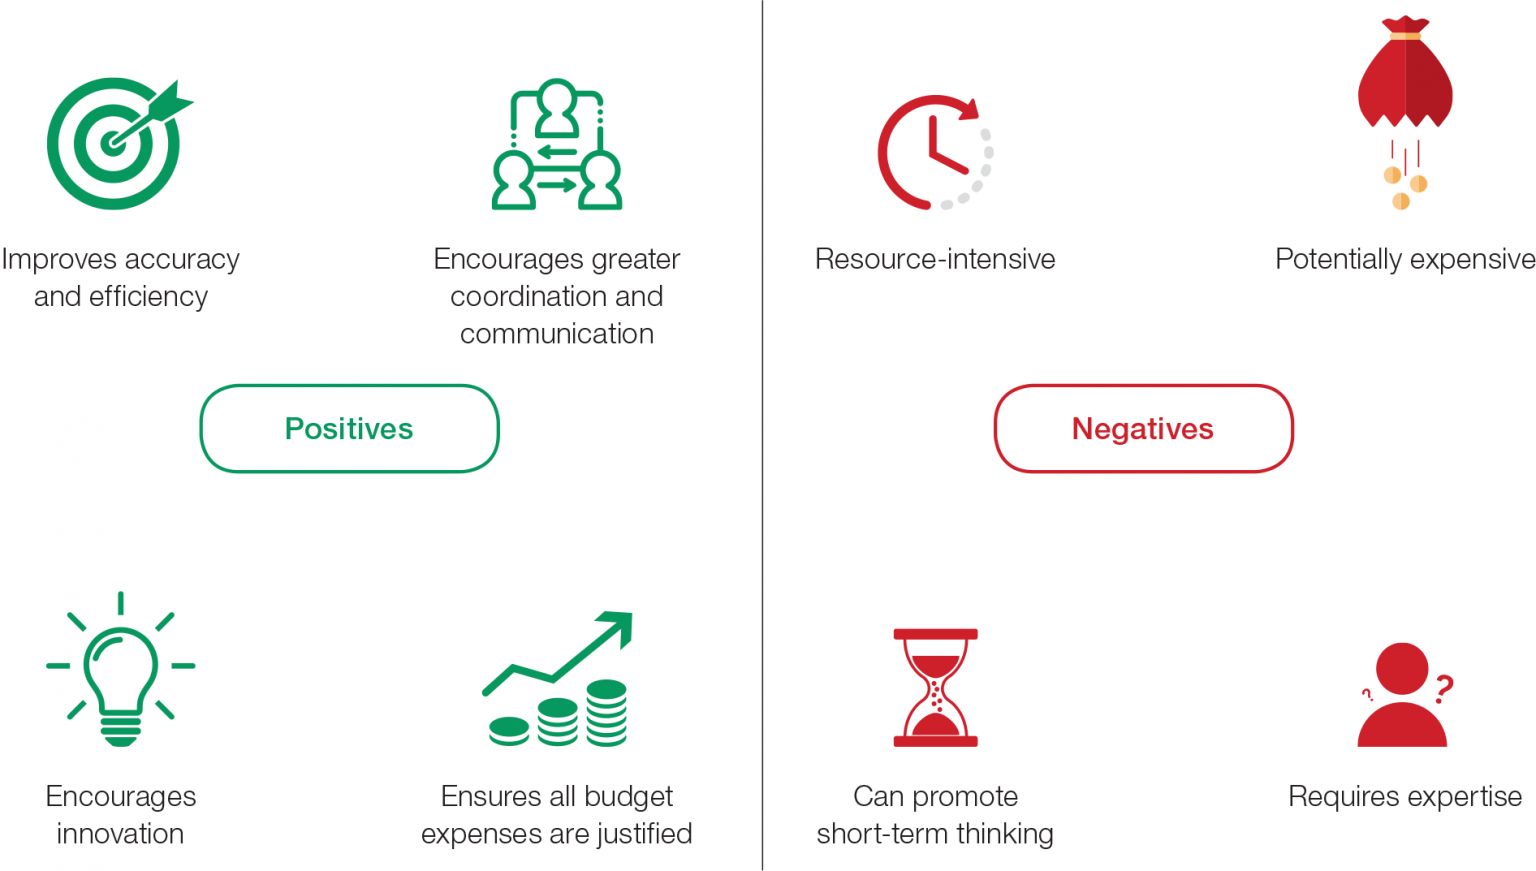 Improves accuracy
and efficiency
Encourages greater
coordination and
communication
Positives
Encourages
innovation
Ensures all budget
expenses are justified
Resource-intensive
Potentially expensive
Negatives
Can promote
short-term thinking
Requires expertise